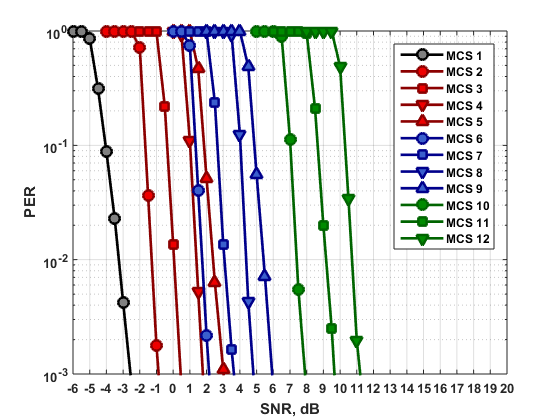 PER
10^0
10^-1
10^-2
10^-3
MCS 1
MCS 2
MCS 3
MCS 4
MCS 5
MCS 6
MCS 7
MCS 8
MCS 9
MCS 10
MCS 11
MCS 12
-6 -5 -4 -3 -2 -1 0 1 2 3 4 5 6 7 8 9 10 11 12 13 14 15 16 17 18 19 20
SNR, dB